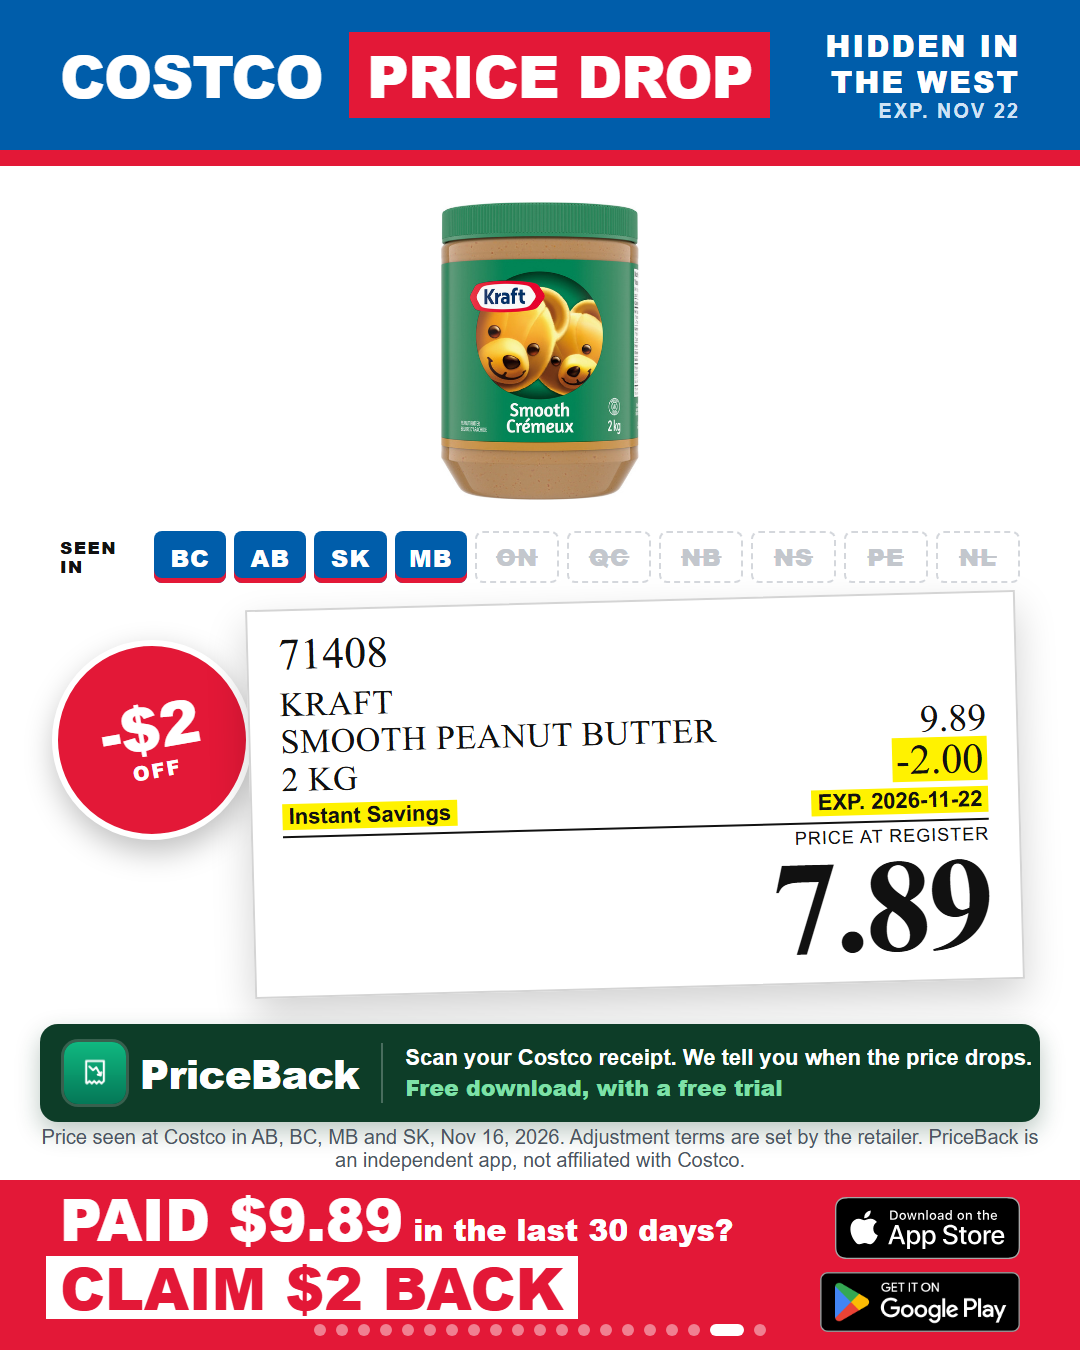 COSTCO PRICE DROP
HIDDEN IN
THE WEST
EXP. NOV 22
Kraft
Smooth
Crémeux
2 kg
SEEN IN
BC AB SK MB ON QC NB NS PE NL
-$2
OFF
71408
KRAFT
SMOOTH PEANUT BUTTER
2 KG
Instant Savings
9.89
-2.00
EXP. 2026-11-22
PRICE AT REGISTER
7.89
PriceBack
Scan your Costco receipt. We tell you when the price drops.
Free download, with a free trial
Price seen at Costco in AB, BC, MB and SK, Nov 16, 2026. Adjustment terms are set by the retailer. PriceBack is
an independent app, not affiliated with Costco.
PAID $9.89 in the last 30 days?
CLAIM $2 BACK
Download on the
App Store
GET IT ON
Google Play